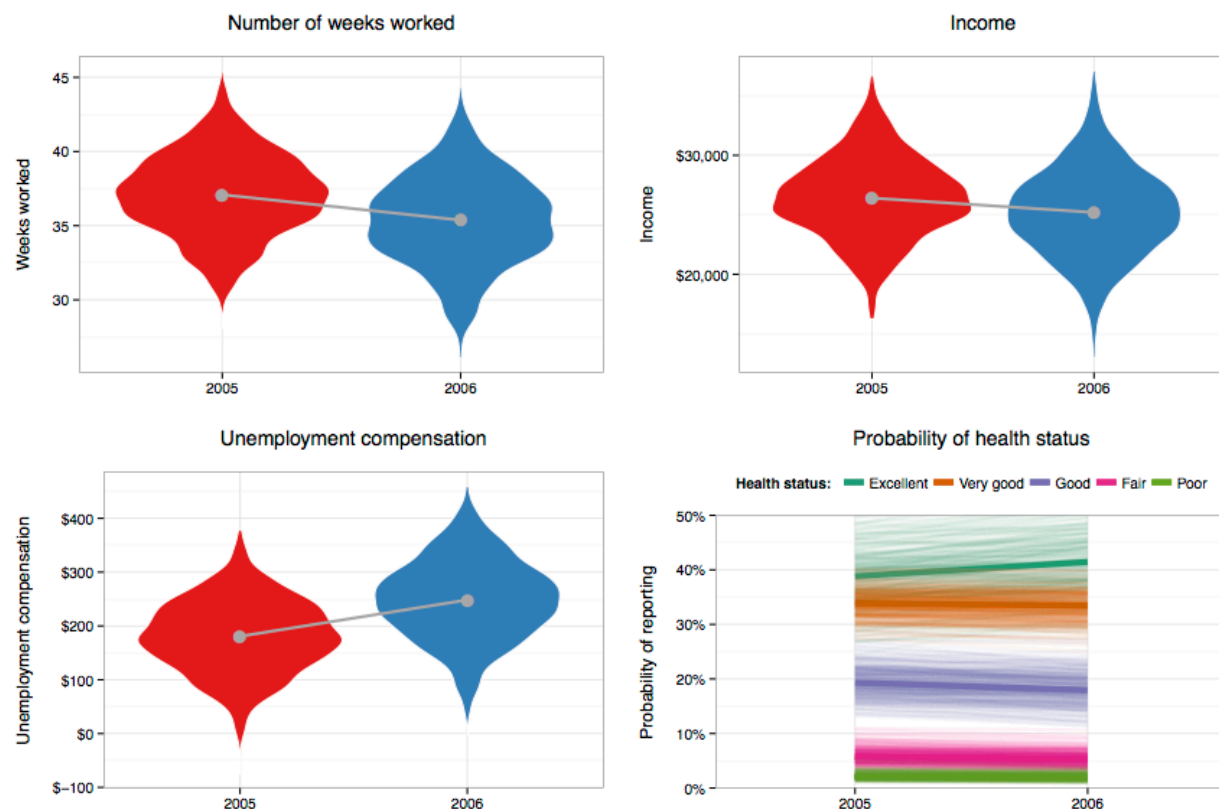 Number of weeks worked
Weeks worked
45
40
35
30
2005 2006
Income
Income
$30,000
$20,000
2005 2006
Unemployment compensation
Unemployment compensation
$400
$300
$200
$100
$0
$−100
2005 2006
Probability of health status
Health status: Excellent Very good Good Fair Poor
Probability of reporting
50%
40%
30%
20%
10%
0%
2005 2006